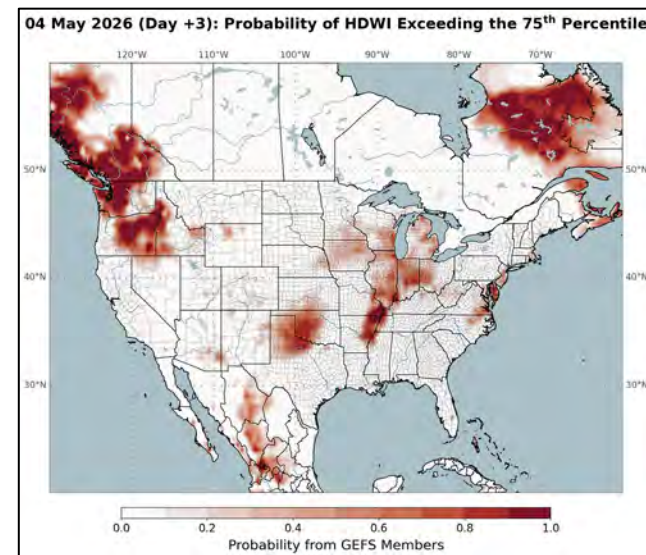 04 May 2026 (Day +3): Probability of HDWI Exceeding the 75th Percentile
120°W 110°W 100°W 90°W 80°W 70°W
50°N 50°N
40°N 40°N
30°N 30°N
0.0 0.2 0.4 0.6 0.8 1.0
Probability from GEFS Members